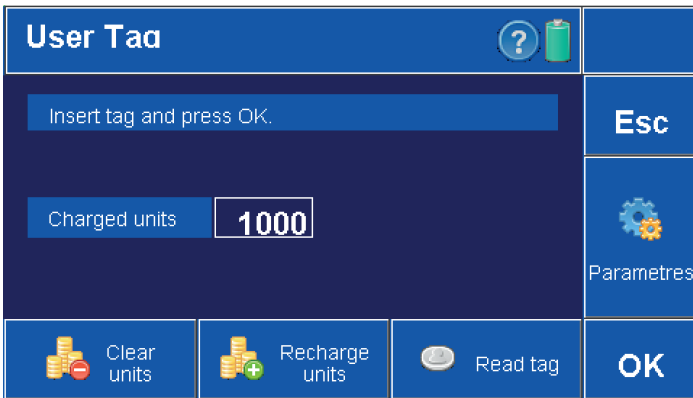 User Tag
?
Insert tag and press OK.
Esc
Charged units
1000
Parametres
Clear
units
Recharge
units
Read tag
OK